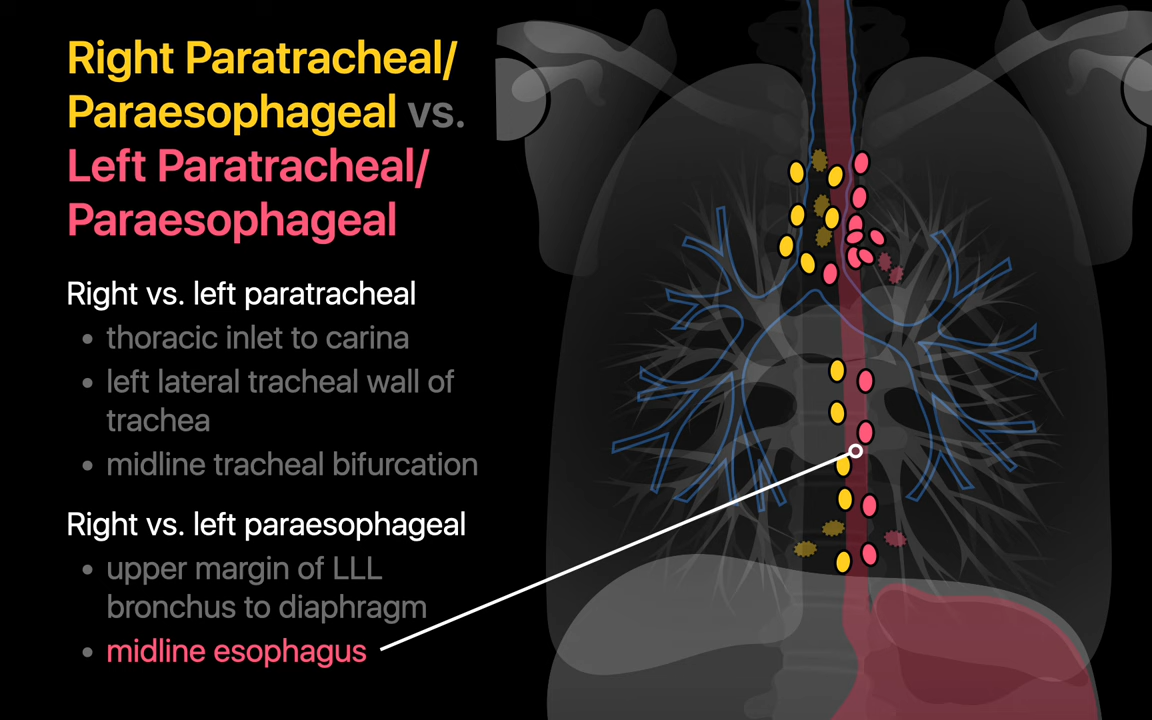 Right Paratracheal/
Paraesophageal vs.
Left Paratracheal/
Paraesophageal
Right vs. left paratracheal
• thoracic inlet to carina
• left lateral tracheal wall of
trachea
• midline tracheal bifurcation
Right vs. left paraesophageal
• upper margin of LLL
bronchus to diaphragm
• midline esophagus